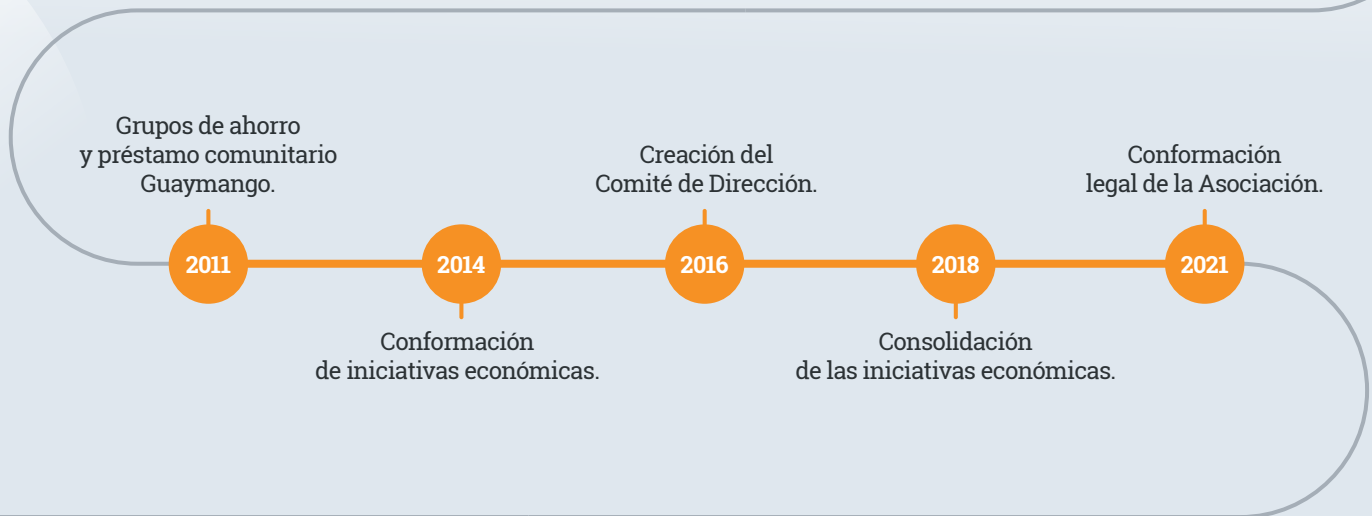 Grupos de ahorro
y préstamo comunitario
Guaymango.
2011
2014
Conformación
de iniciativas económicas.
Creación del
Comité de Dirección.
2016
2018
Consolidación
de las iniciativas económicas.
Conformación
legal de la Asociación.
2021